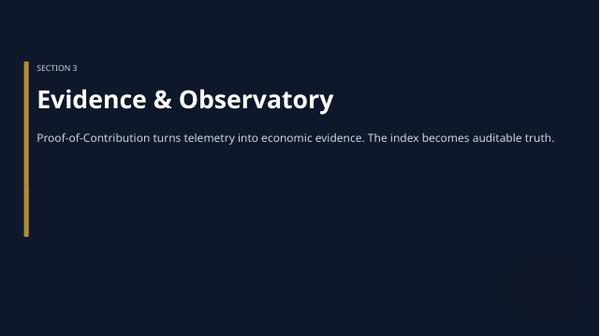 SECTION 3
Evidence & Observatory
Proof-of-Contribution turns telemetry into economic evidence. The index becomes auditable truth.